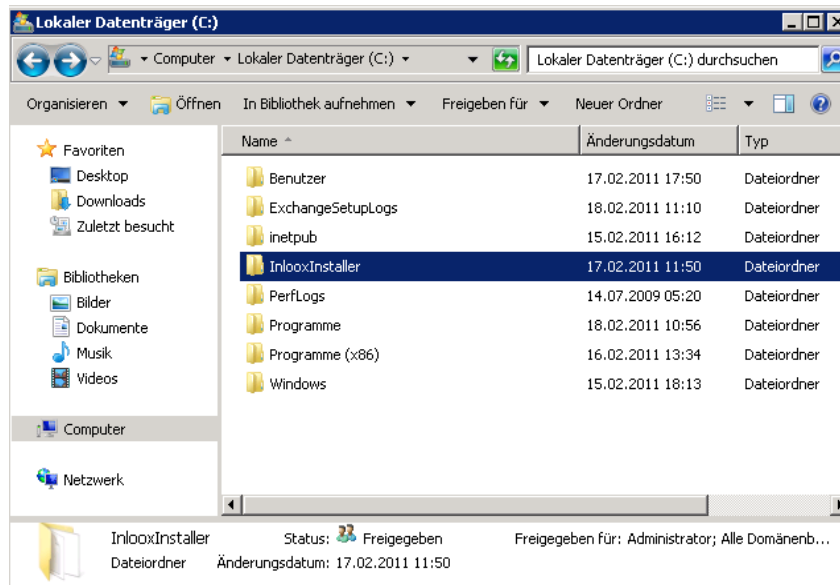 Lokaler Datenträger (C:)
Computer Lokaler Datenträger (C:) Lokaler Datenträger (C:) durchsuchen
Organisieren Öffnen In Bibliothek aufnehmen Freigeben für Neuer Ordner
Favoriten
Desktop
Downloads
Zuletzt besucht
Bibliotheken
Bilder
Dokumente
Musik
Videos
Computer
Netzwerk
Name Änderungsdatum Typ
Benutzer 17.02.2011 17:50 Dateiordner
ExchangeSetupLogs 18.02.2011 11:10 Dateiordner
inetpub 15.02.2011 16:12 Dateiordner
InlooxInstaller 17.02.2011 11:50 Dateiordner
PerfLogs 14.07.2009 05:20 Dateiordner
Programme 18.02.2011 10:56 Dateiordner
Programme (x86) 16.02.2011 13:34 Dateiordner
Windows 15.02.2011 18:13 Dateiordner
InlooxInstaller Status: Freigegeben Freigegeben für: Administrator; Alle Domänenb...
Dateiordner Änderungsdatum: 17.02.2011 11:50